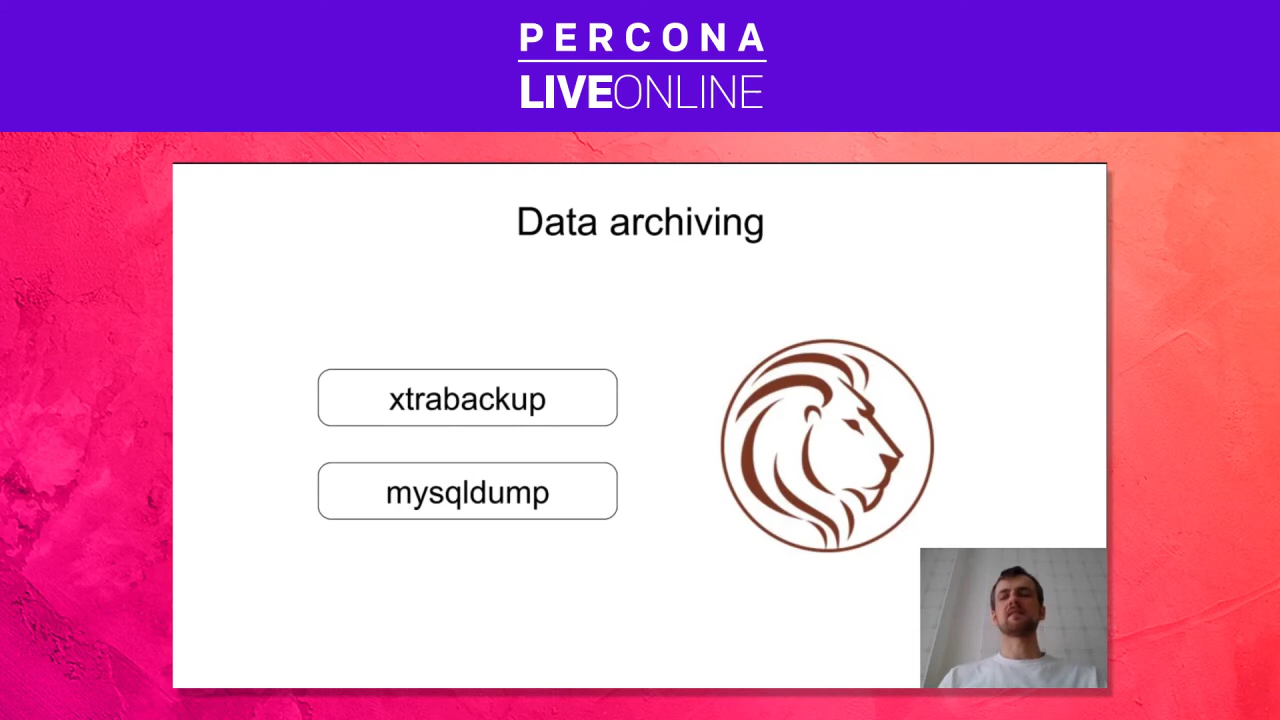 PERCONA
LIVEONLINE
Data archiving
xtrabackup
mysqldump